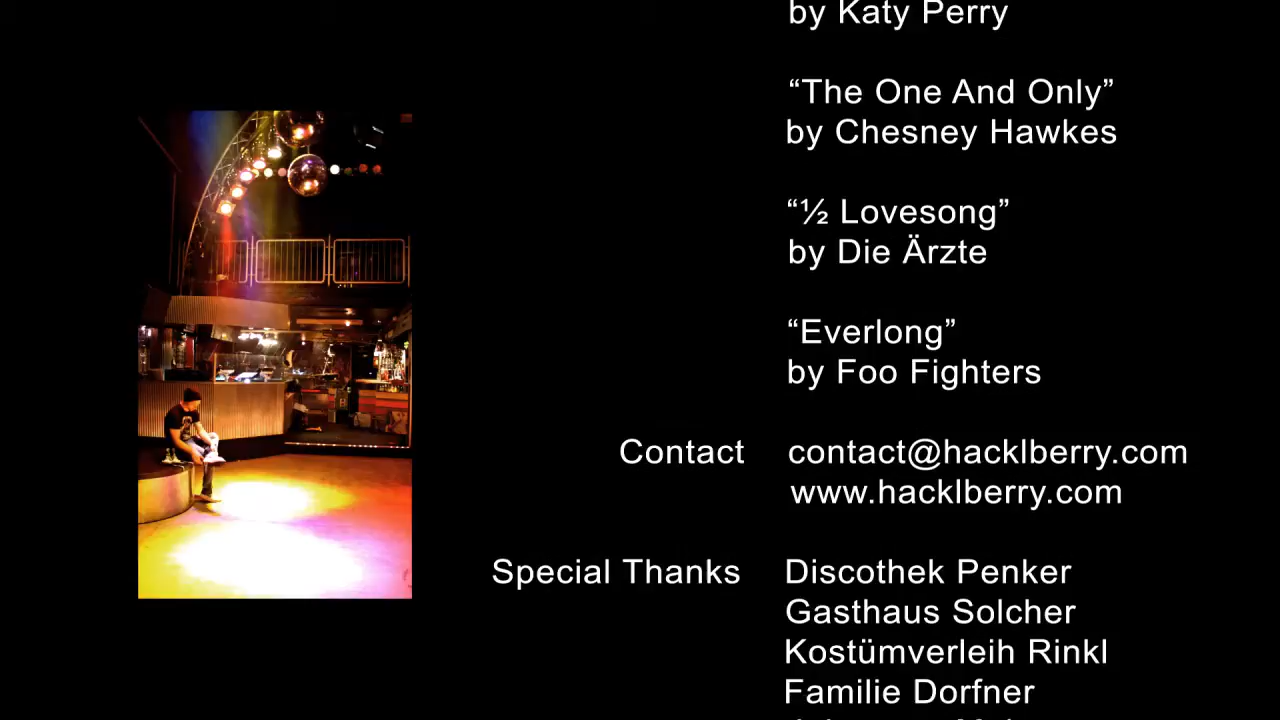 by Katy Perry
“The One And Only”
by Chesney Hawkes
“½ Lovesong”
by Die Ärzte
“Everlong”
by Foo Fighters
Contact contact@hacklberry.com
www.hacklberry.com
Special Thanks Discothek Penker
Gasthaus Solcher
Kostümverleih Rinkl
Familie Dorfner